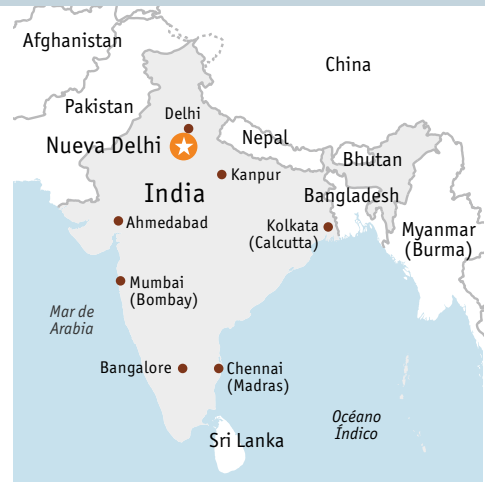 Afghanistan
China
Pakistan
Delhi
Nueva Delhi
Nepal
Bhutan
Kanpur
India
Bangladesh
Ahmedabad
Kolkata
(Calcutta)
Myanmar
(Burma)
Mumbai
(Bombay)
Mar de
Arabia
Bangalore
Chennai
(Madras)
Océano
Índico
Sri Lanka